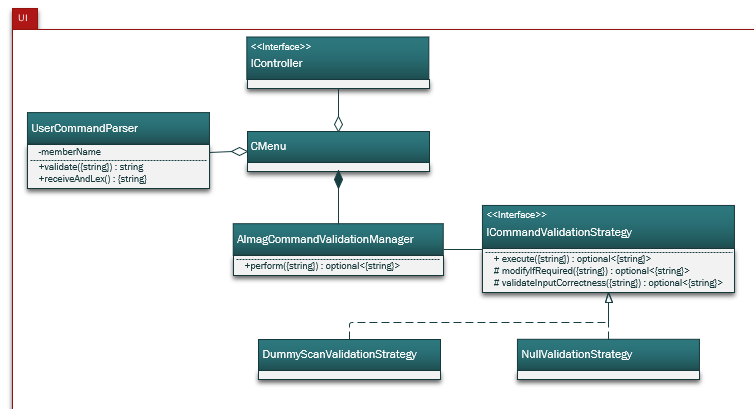 UI
<<Interface>>
IController
UserCommandParser
-memberName
+validate({string}) : string
+receiveAndLex() : {string}
CMenu
AImagCommandValidationManager
+perform({string}) : optional<{string}>
<<Interface>>
ICommandValidationStrategy
+ execute({string}) : optional<{string}>
# modifyIfRequired({string}) : optional<{string}>
# validateInputCorrectness({string}) : optional<{string}>
DummyScanValidationStrategy
NullValidationStrategy